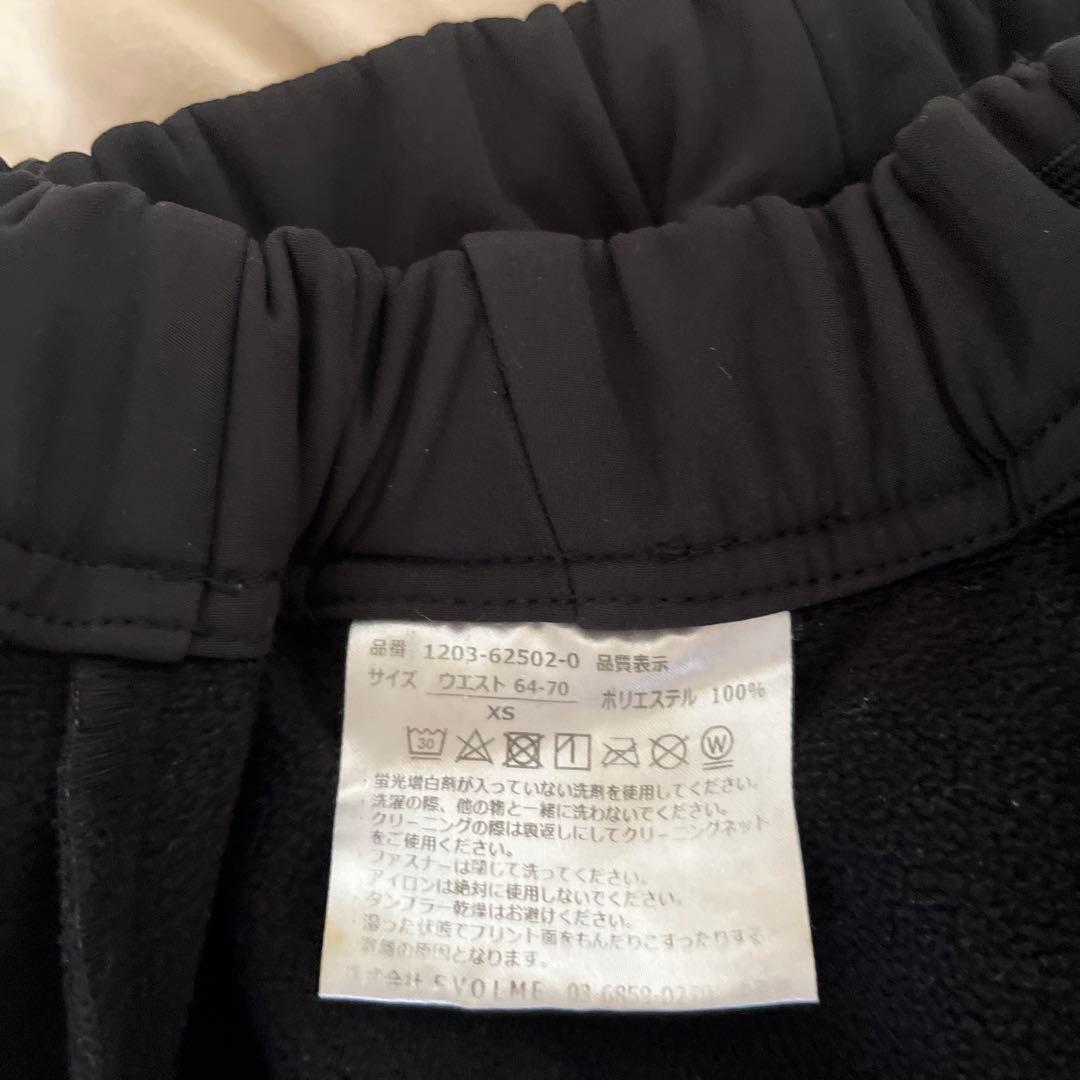 品番 1203-62502-0 品質表示
サイズ ウエスト 64-70 ポリエステル 100%
XS
30 W
・蛍光増白剤が入っていない洗剤を使用してください。
・洗濯の際、他の物と一緒に洗わないでください。
・クリーニングの際は裏返しにしてクリーニングネット
をご使用ください。
・ファスナーは閉じて洗ってください。
・アイロンは絶対に使用しないでください。
・タンブラー乾燥はお避けください。
・湿った状態でプリント面をもんだりこすったりする
剥離の原因となります。
株式会社 SVOLME 03-6859-0270